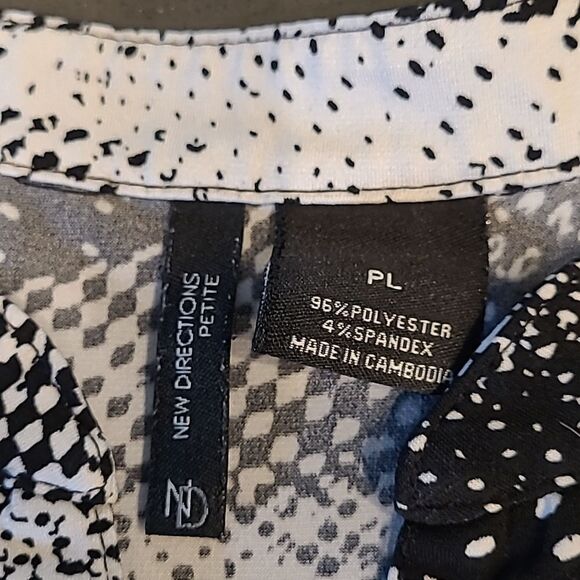 NEW DIRECTIONS
PETITE
ND
PL
96%POLYESTER
4%SPANDEX
MADE IN CAMBODIA